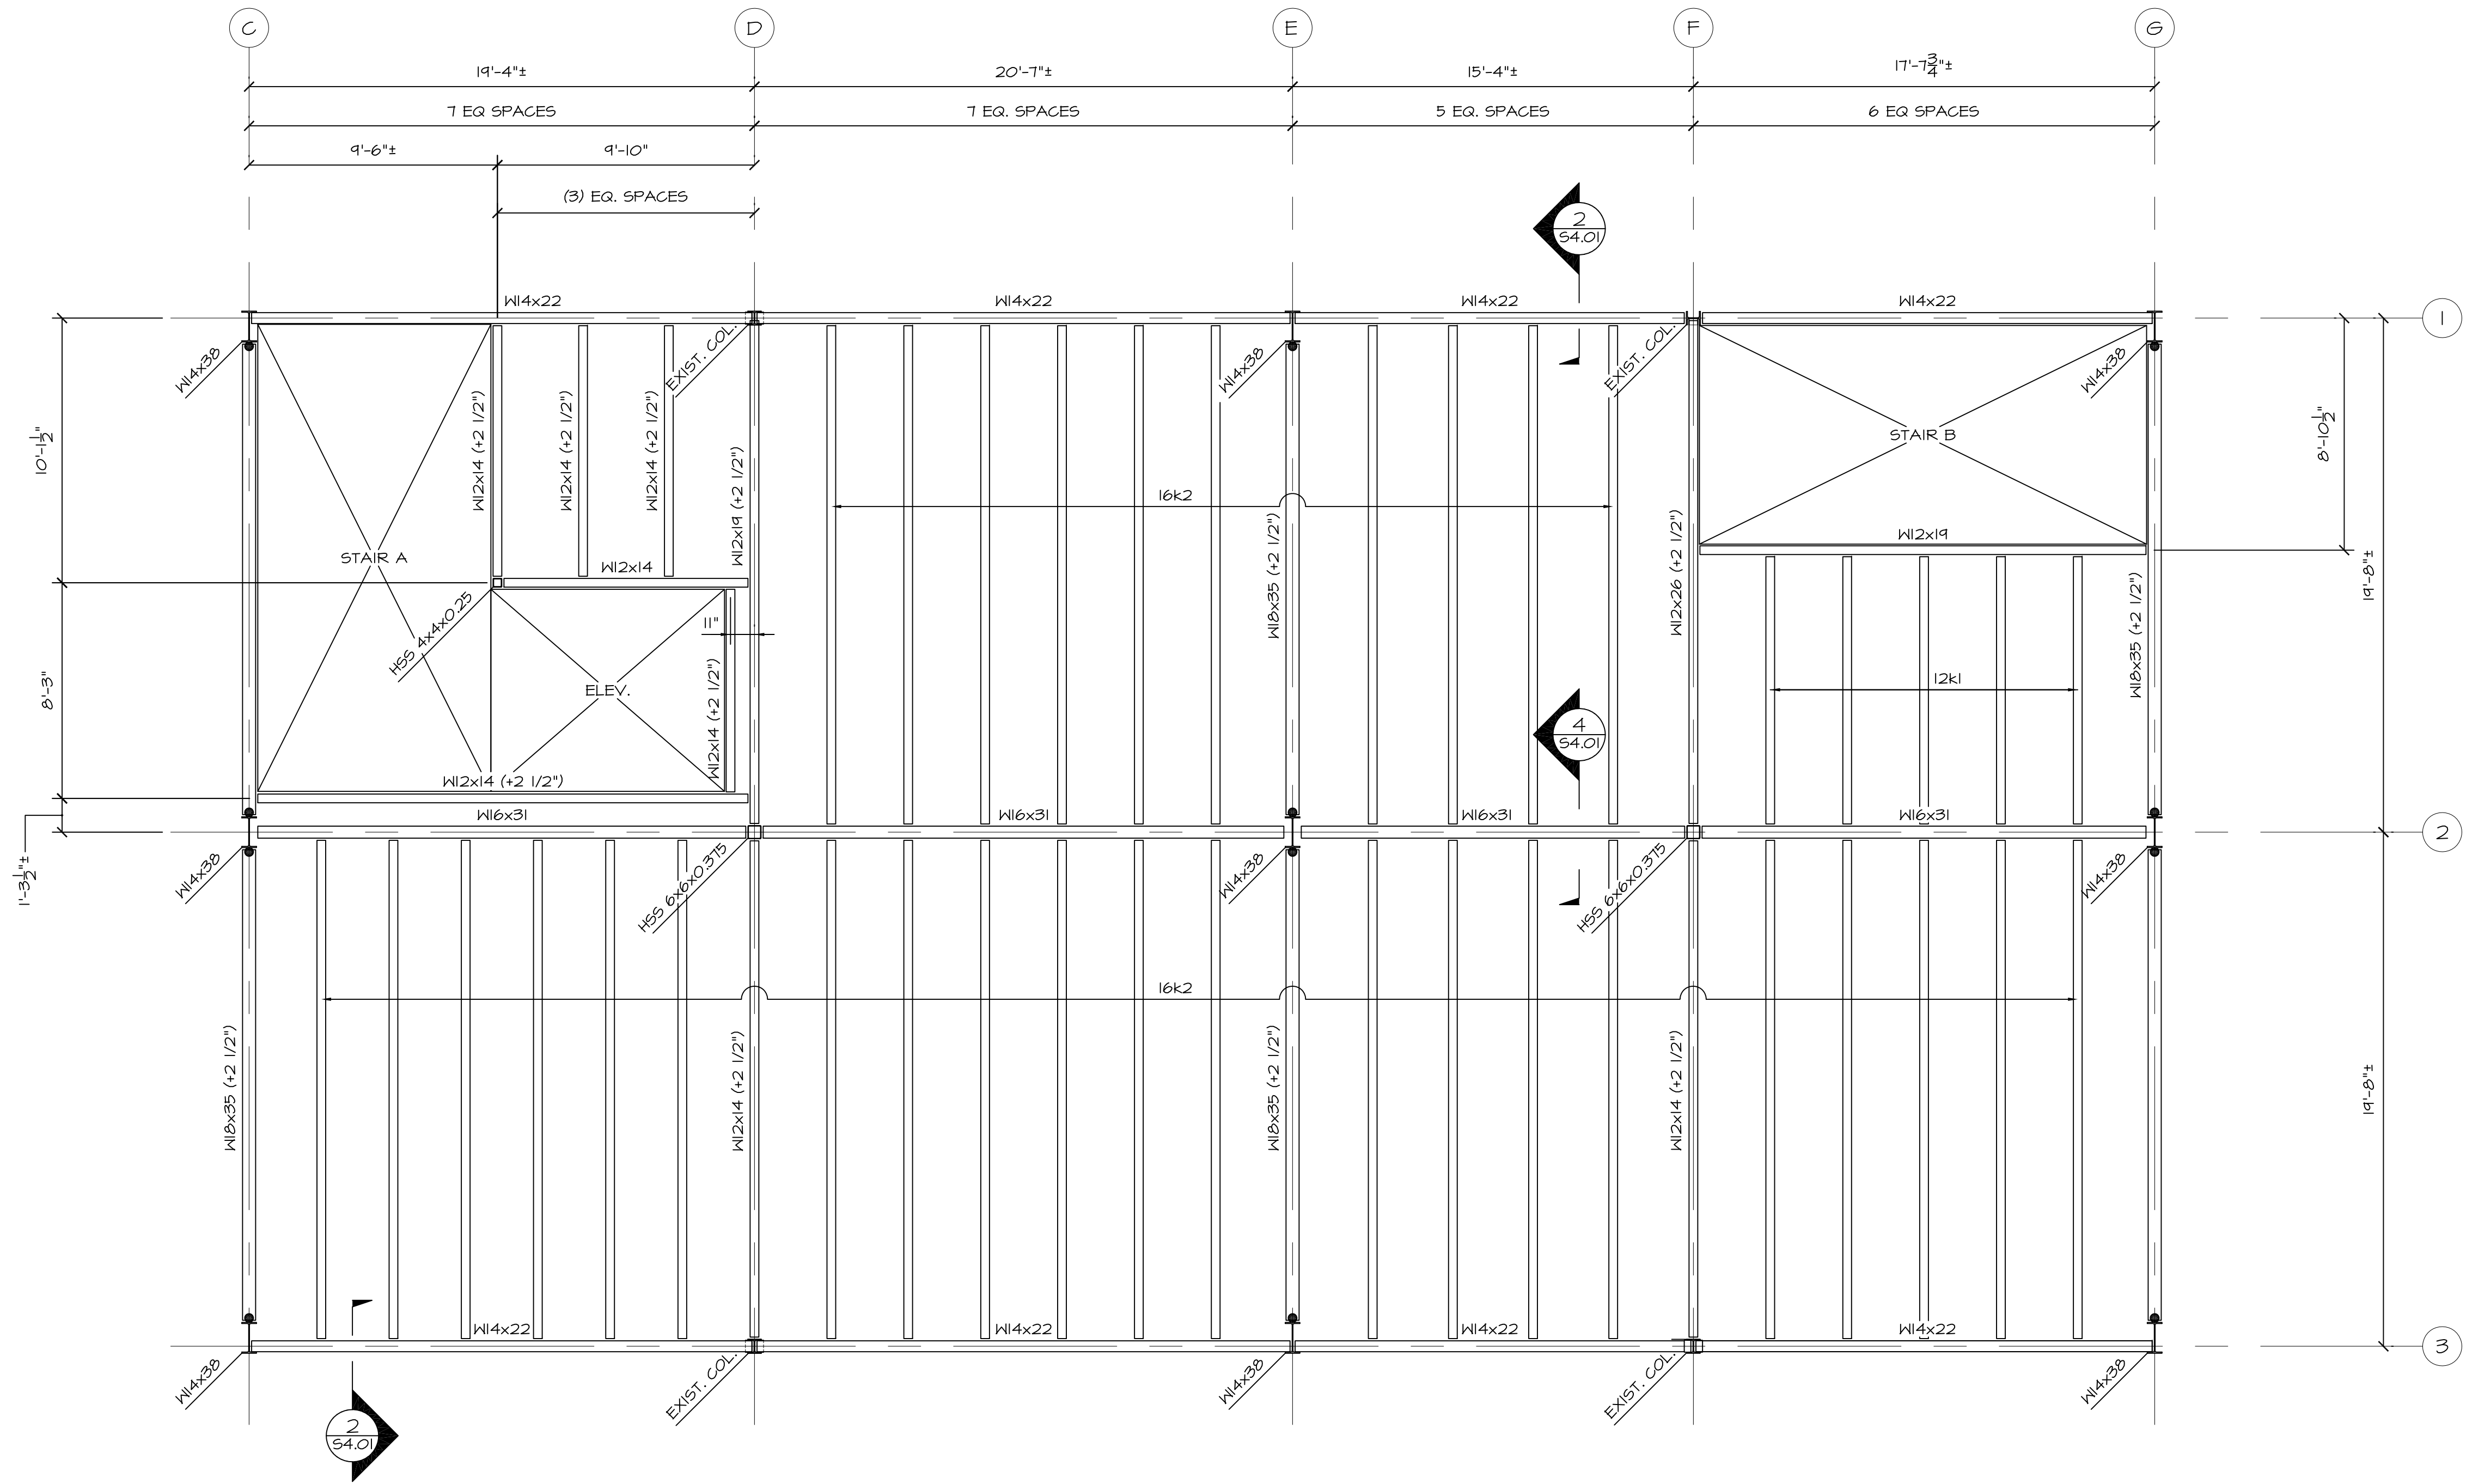 C D E F G
19'-4"± 20'-7"± 15'-4"± 17'-7 3/4"±
7 EQ SPACES 7 EQ. SPACES 5 EQ. SPACES 6 EQ SPACES
9'-6"± 9'-10"
(3) EQ. SPACES
2
S4.01
W14x22 W14x22 W14x22 W14x22
1
EXIST. COL. EXIST. COL.
W14x38 W14x38 W14x38
10'-1 1/2"
8'-10 1/2"
W12x14 (+2 1/2") W12x14 (+2 1/2") W12x14 (+2 1/2")
W12x19 (+2 1/2")
STAIR B
16k2
W18x35 (+2 1/2")
W12x26 (+2 1/2")
W12x19
19'-8"±
STAIR A
W12x14
HSS 4x4x0.25
11"
W18x35 (+2 1/2")
8'-3"
ELEV.
W12x14 (+2 1/2")
12k1
4
S4.01
W12x14 (+2 1/2")
W16x31 W16x31 W16x31 W16x31
2
1'-3 1/2"±
W14x38 HSS 6x6x0.375 W14x38 HSS 6x6x0.375 W14x38
16k2
W18x35 (+2 1/2") W12x14 (+2 1/2") W18x35 (+2 1/2") W12x14 (+2 1/2")
19'-8"±
W14x22 W14x22 W14x22 W14x22
3
W14x38 EXIST. COL. W14x38 EXIST. COL. W14x38
2
S4.01